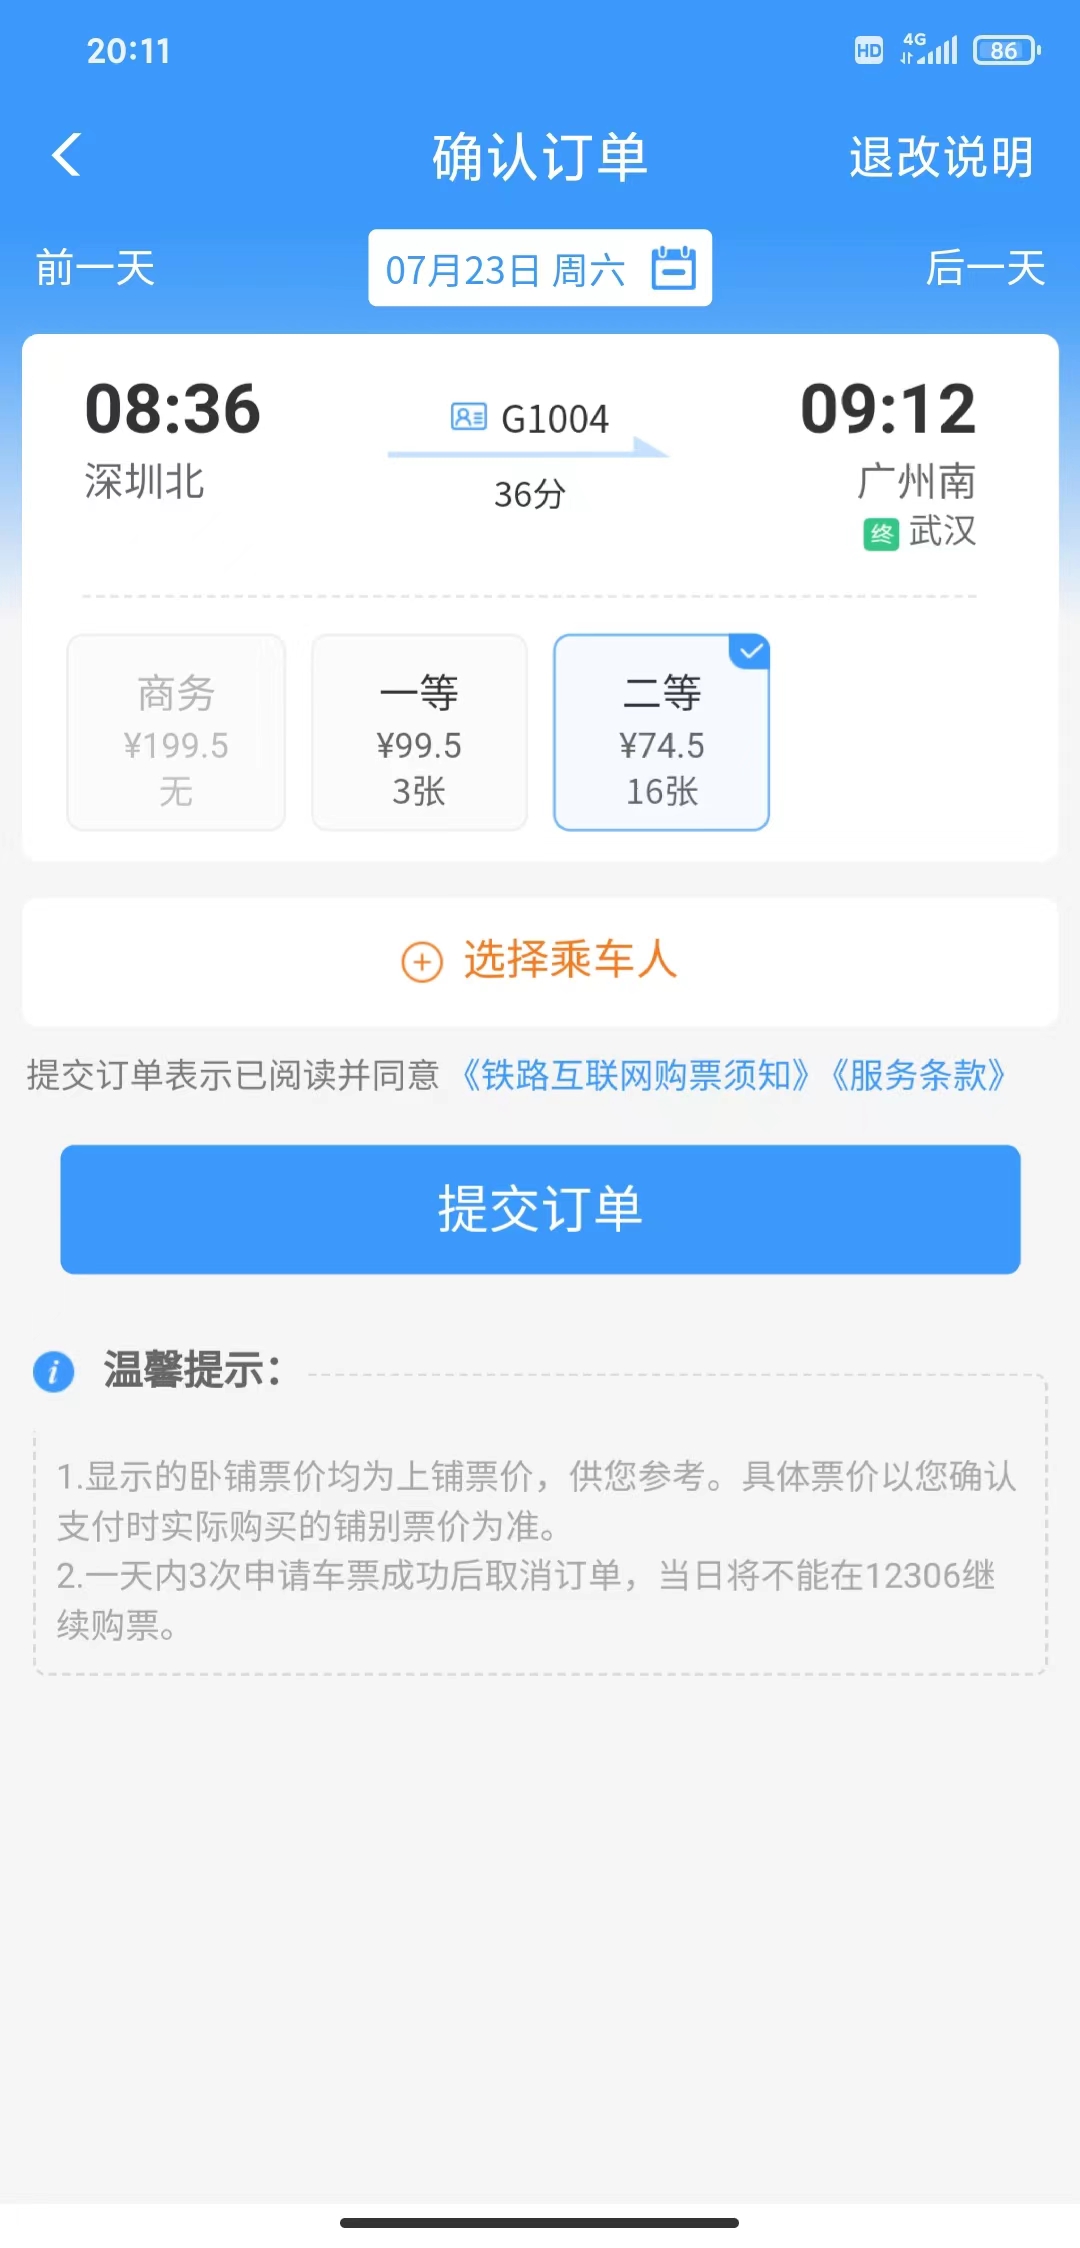 20:11
HD 4G 86
确认订单 退改说明
前一天 07月23日 周六 后一天
08:36 G1004 09:12
深圳北 36分 广州南
终 武汉
商务 一等 二等
¥199.5 ¥99.5 ¥74.5
无 3张 16张
选择乘车人
提交订单表示已阅读并同意《铁路互联网购票须知》《服务条款》
提交订单
温馨提示：
1.显示的卧铺票价均为上铺票价，供您参考。具体票价以您确认
支付时实际购买的铺别票价为准。
2.一天内3次申请车票成功后取消订单，当日将不能在12306继
续购票。